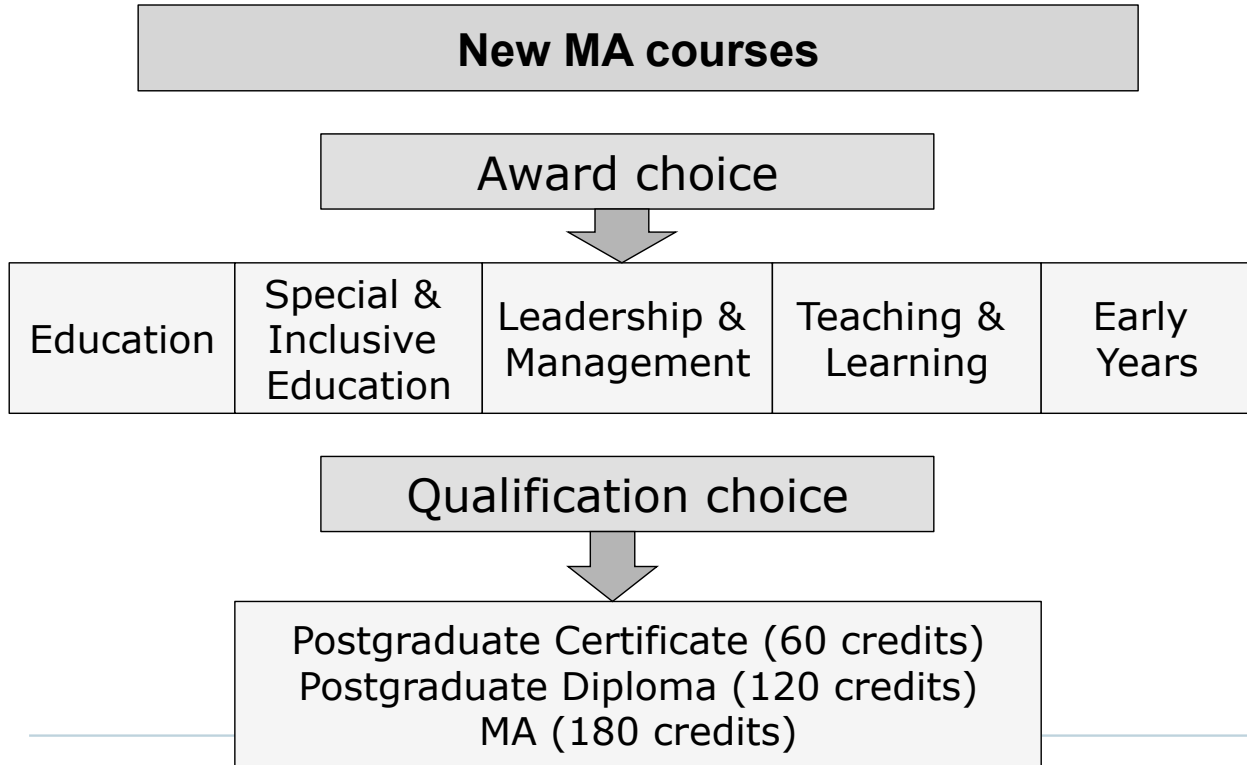 New MA courses
Award choice
Education
Special &
Inclusive
Education
Leadership &
Management
Teaching &
Learning
Early
Years
Qualification choice
Postgraduate Certificate (60 credits)
Postgraduate Diploma (120 credits)
MA (180 credits)